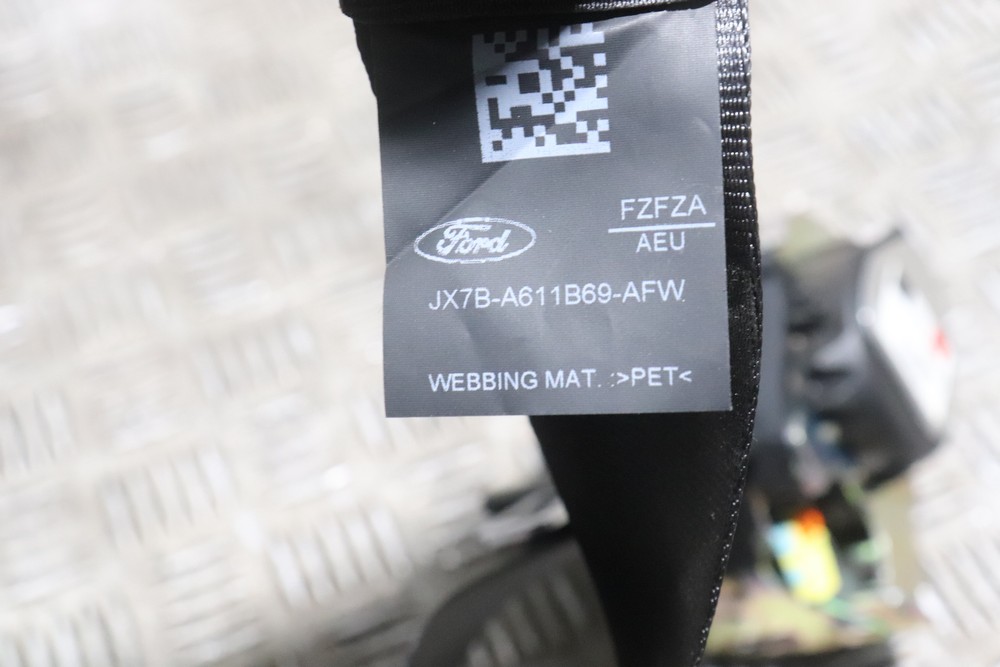 FZFZA
AEU
Ford
JX7B-A611B69-AFW
WEBBING MAT. :>PET<